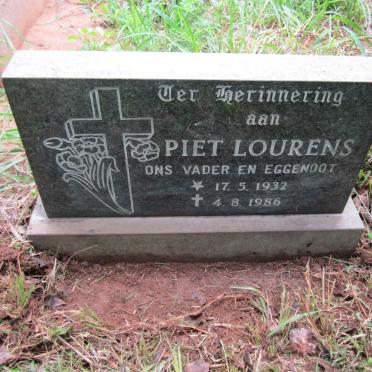 Ter Herinnering
aan
PIET LOURENS
ONS VADER EN EGGENOOT
★ 17.5.1932
✝ 4.8.1986